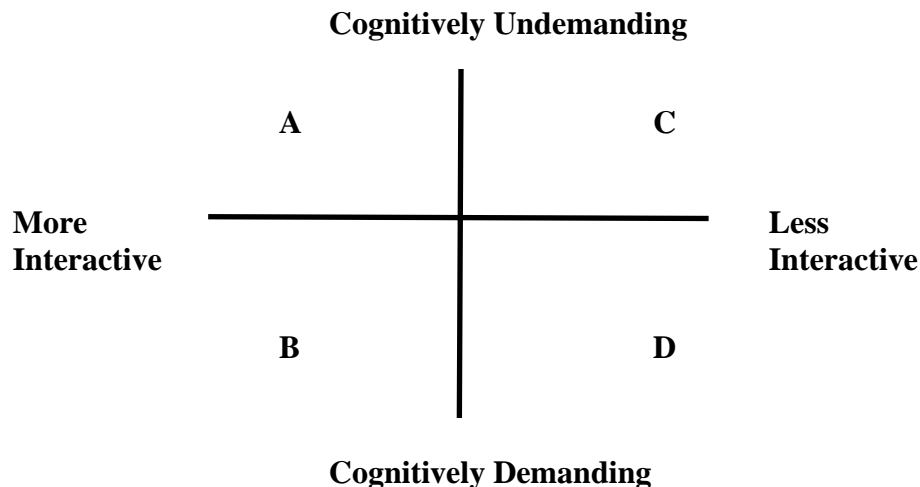 Cognitively Undemanding
A
C
More
Interactive
Less
Interactive
B
D
Cognitively Demanding